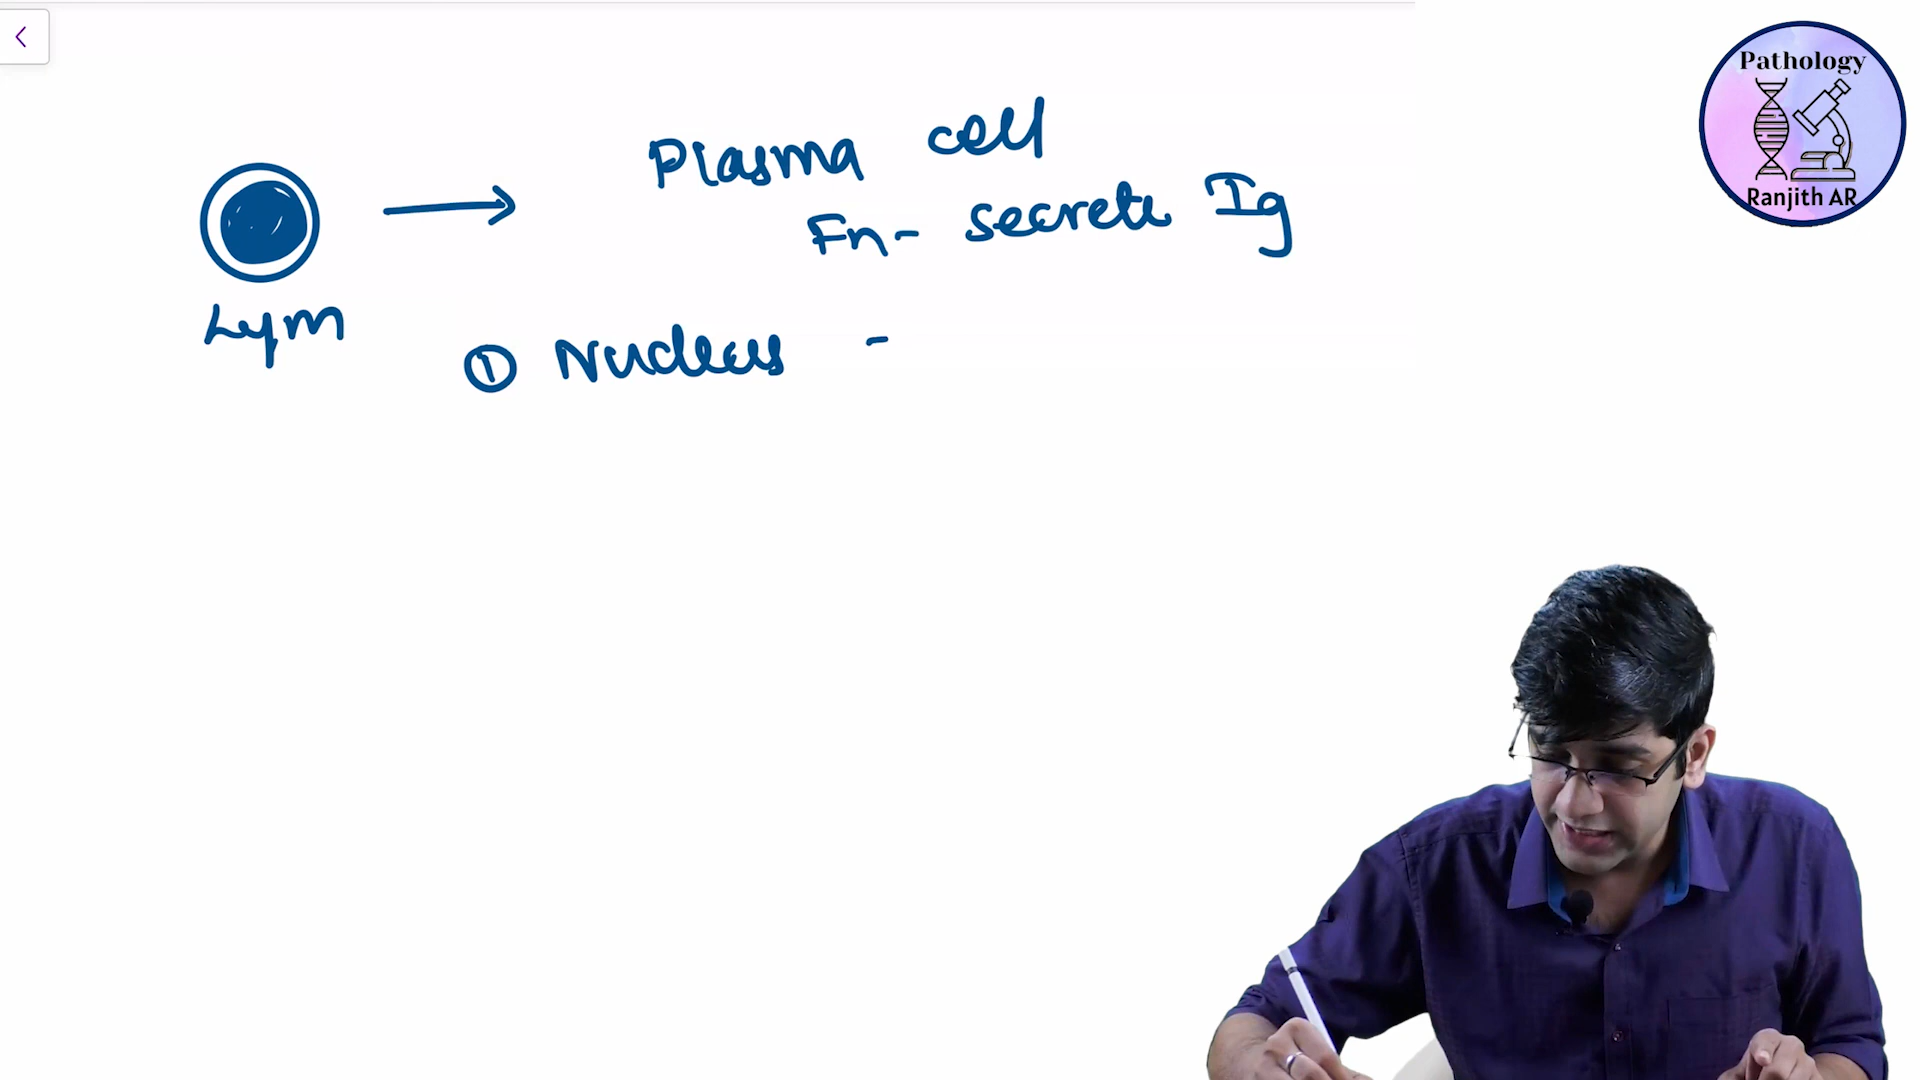 Plasma cell
Fn- secrete Ig
Lym
① Nucleus -
Pathology
Ranjith AR